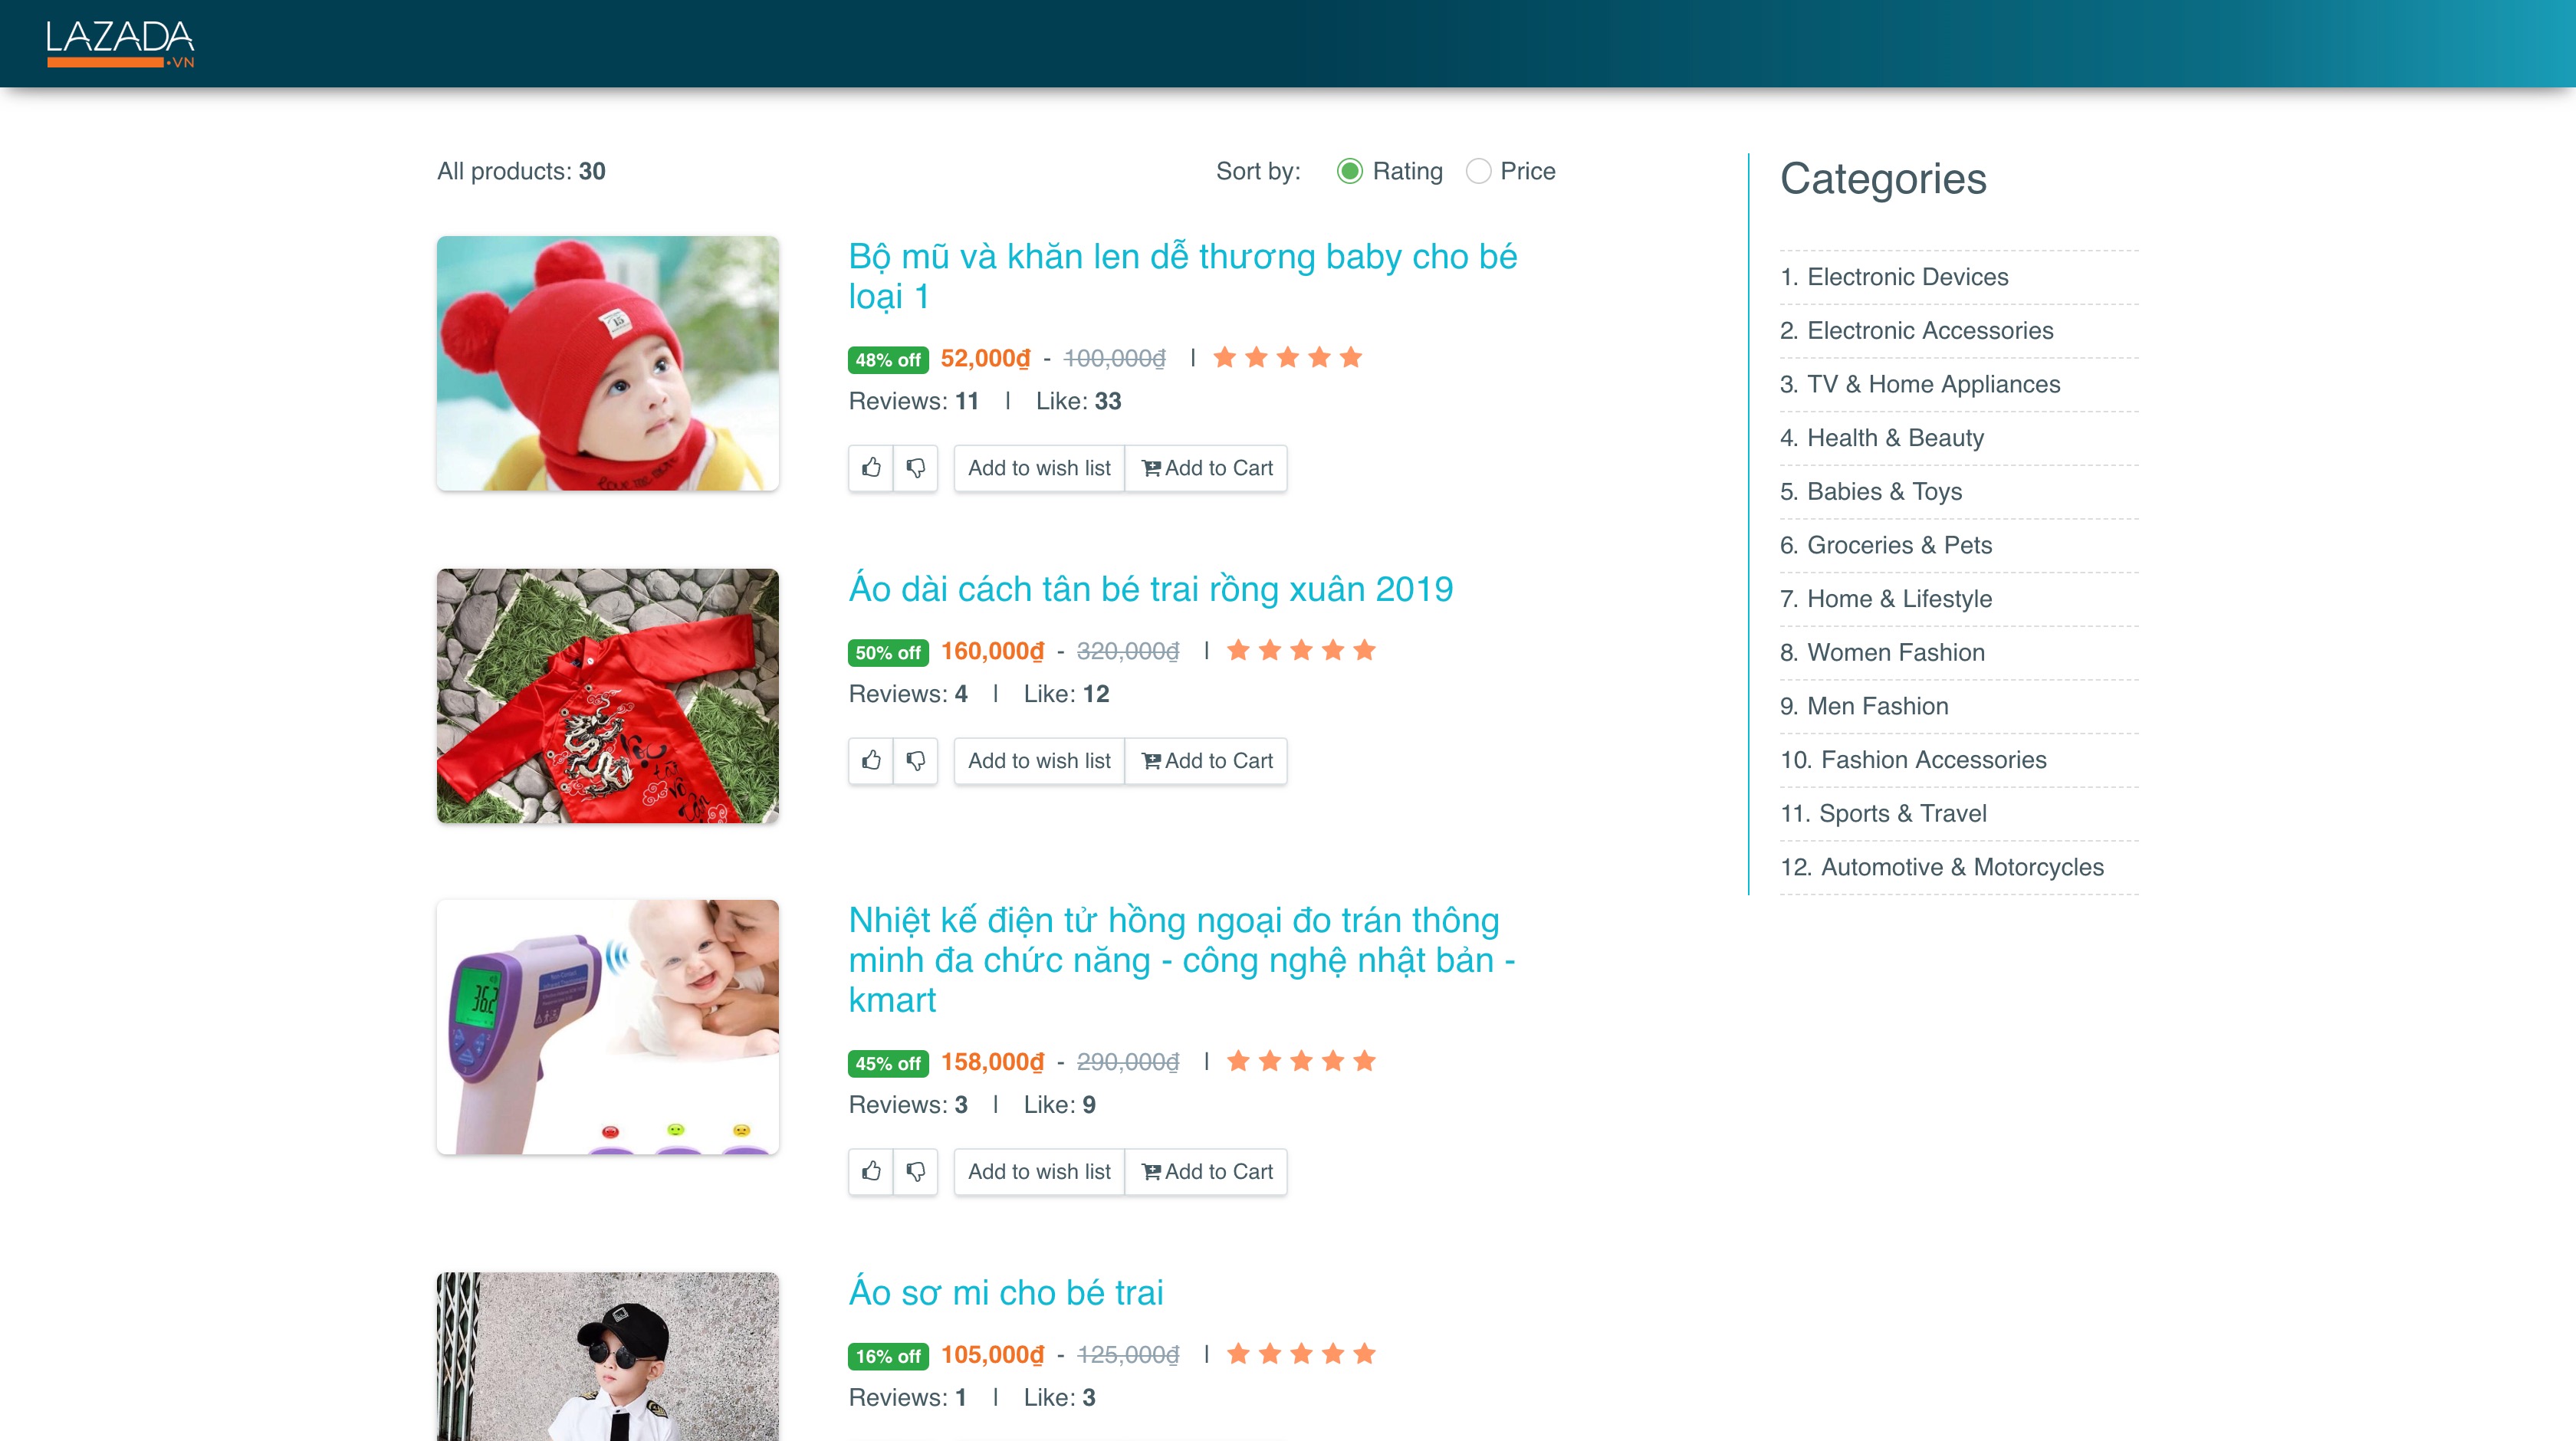 LAZADA
•VN
All products: 30
Sort by: Rating Price
Bộ mũ và khăn len dễ thương baby cho bé
loại 1
48% off 52,000₫ - 100,000₫ |
Reviews: 11 | Like: 33
Add to wish list Add to Cart
Áo dài cách tân bé trai rồng xuân 2019
50% off 160,000₫ - 320,000₫ |
Reviews: 4 | Like: 12
Add to wish list Add to Cart
Nhiệt kế điện tử hồng ngoại đo trán thông
minh đa chức năng - công nghệ nhật bản -
kmart
36.2
45% off 158,000₫ - 290,000₫ |
Reviews: 3 | Like: 9
Add to wish list Add to Cart
Áo sơ mi cho bé trai
16% off 105,000₫ - 125,000₫ |
Reviews: 1 | Like: 3
Categories
1. Electronic Devices
2. Electronic Accessories
3. TV & Home Appliances
4. Health & Beauty
5. Babies & Toys
6. Groceries & Pets
7. Home & Lifestyle
8. Women Fashion
9. Men Fashion
10. Fashion Accessories
11. Sports & Travel
12. Automotive & Motorcycles